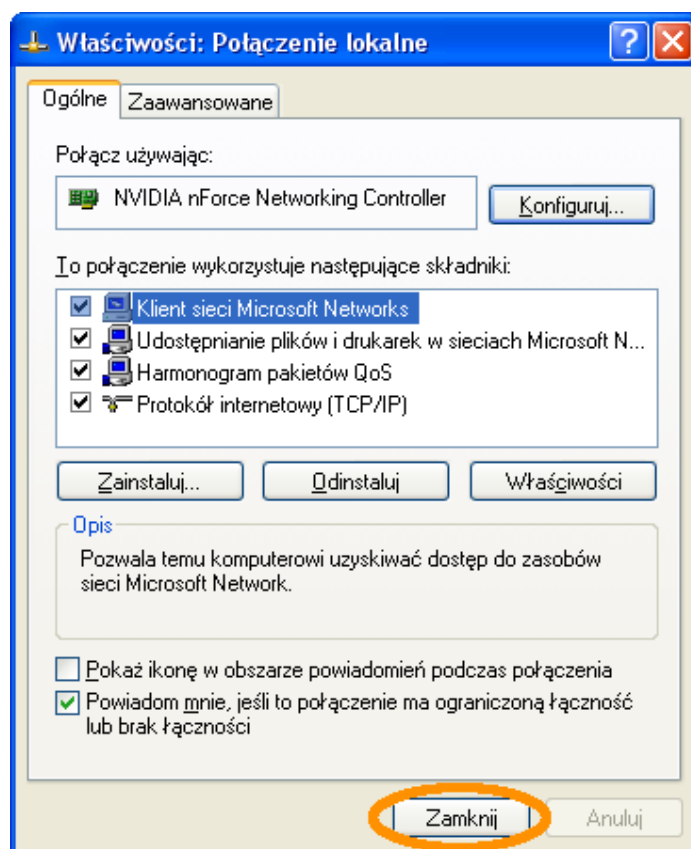 Właściwości: Połączenie lokalne
Ogólne
Zaawansowane
Połącz używając:
NVIDIA nForce Networking Controller
Konfiguruj...
To połączenie wykorzystuje następujące składniki:
Klient sieci Microsoft Networks
Udostępnianie plików i drukarek w sieciach Microsoft N...
Harmonogram pakietów QoS
Protokół internetowy (TCP/IP)
Zainstaluj...
Odinstaluj
Właściwości
Opis
Pozwala temu komputerowi uzyskiwać dostęp do zasobów
sieci Microsoft Network.
Pokaż ikonę w obszarze powiadomień podczas połączenia
Powiadom mnie, jeśli to połączenie ma ograniczoną łączność
lub brak łączności
Zamknij
Anuluj